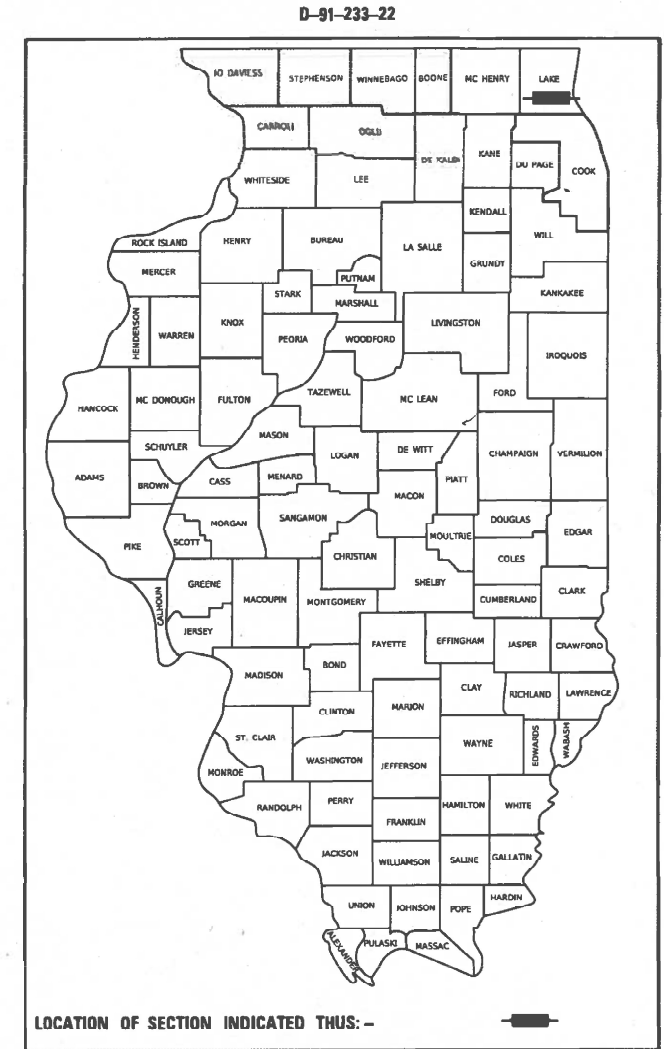 D-91-233-22
JO DAVIESS STEPHENSON WINNEBAGO BOONE MC HENRY LAKE
CARROLL OGLE DE KALB KANE DU PAGE COOK
WHITESIDE LEE KENDALL WILL
ROCK ISLAND HENRY BUREAU LA SALLE GRUNDY
MERCER PUTNAM KANKAKEE
STARK MARSHALL
HENDERSON WARREN KNOX PEORIA WOODFORD LIVINGSTON IROQUOIS
HANCOCK MC DONOUGH FULTON TAZEWELL MC LEAN FORD
SCHUYLER MASON LOGAN DE WITT CHAMPAIGN VERMILION
ADAMS BROWN CASS MENARD MACON PIATT
PIKE SCOTT MORGAN SANGAMON CHRISTIAN MOULTRIE DOUGLAS EDGAR
COLES
CALHOUN GREENE MACOUPIN MONTGOMERY SHELBY CUMBERLAND CLARK
JERSEY FAYETTE EFFINGHAM JASPER CRAWFORD
MADISON BOND CLAY RICHLAND LAWRENCE
CLINTON MARION
ST. CLAIR WASHINGTON JEFFERSON WAYNE EDWARDS WABASH
MONROE
RANDOLPH PERRY FRANKLIN HAMILTON WHITE
JACKSON WILLIAMSON SALINE GALLATIN
UNION JOHNSON POPE HARDIN
ALEXANDER PULASKI MASSAC
LOCATION OF SECTION INDICATED THUS: -